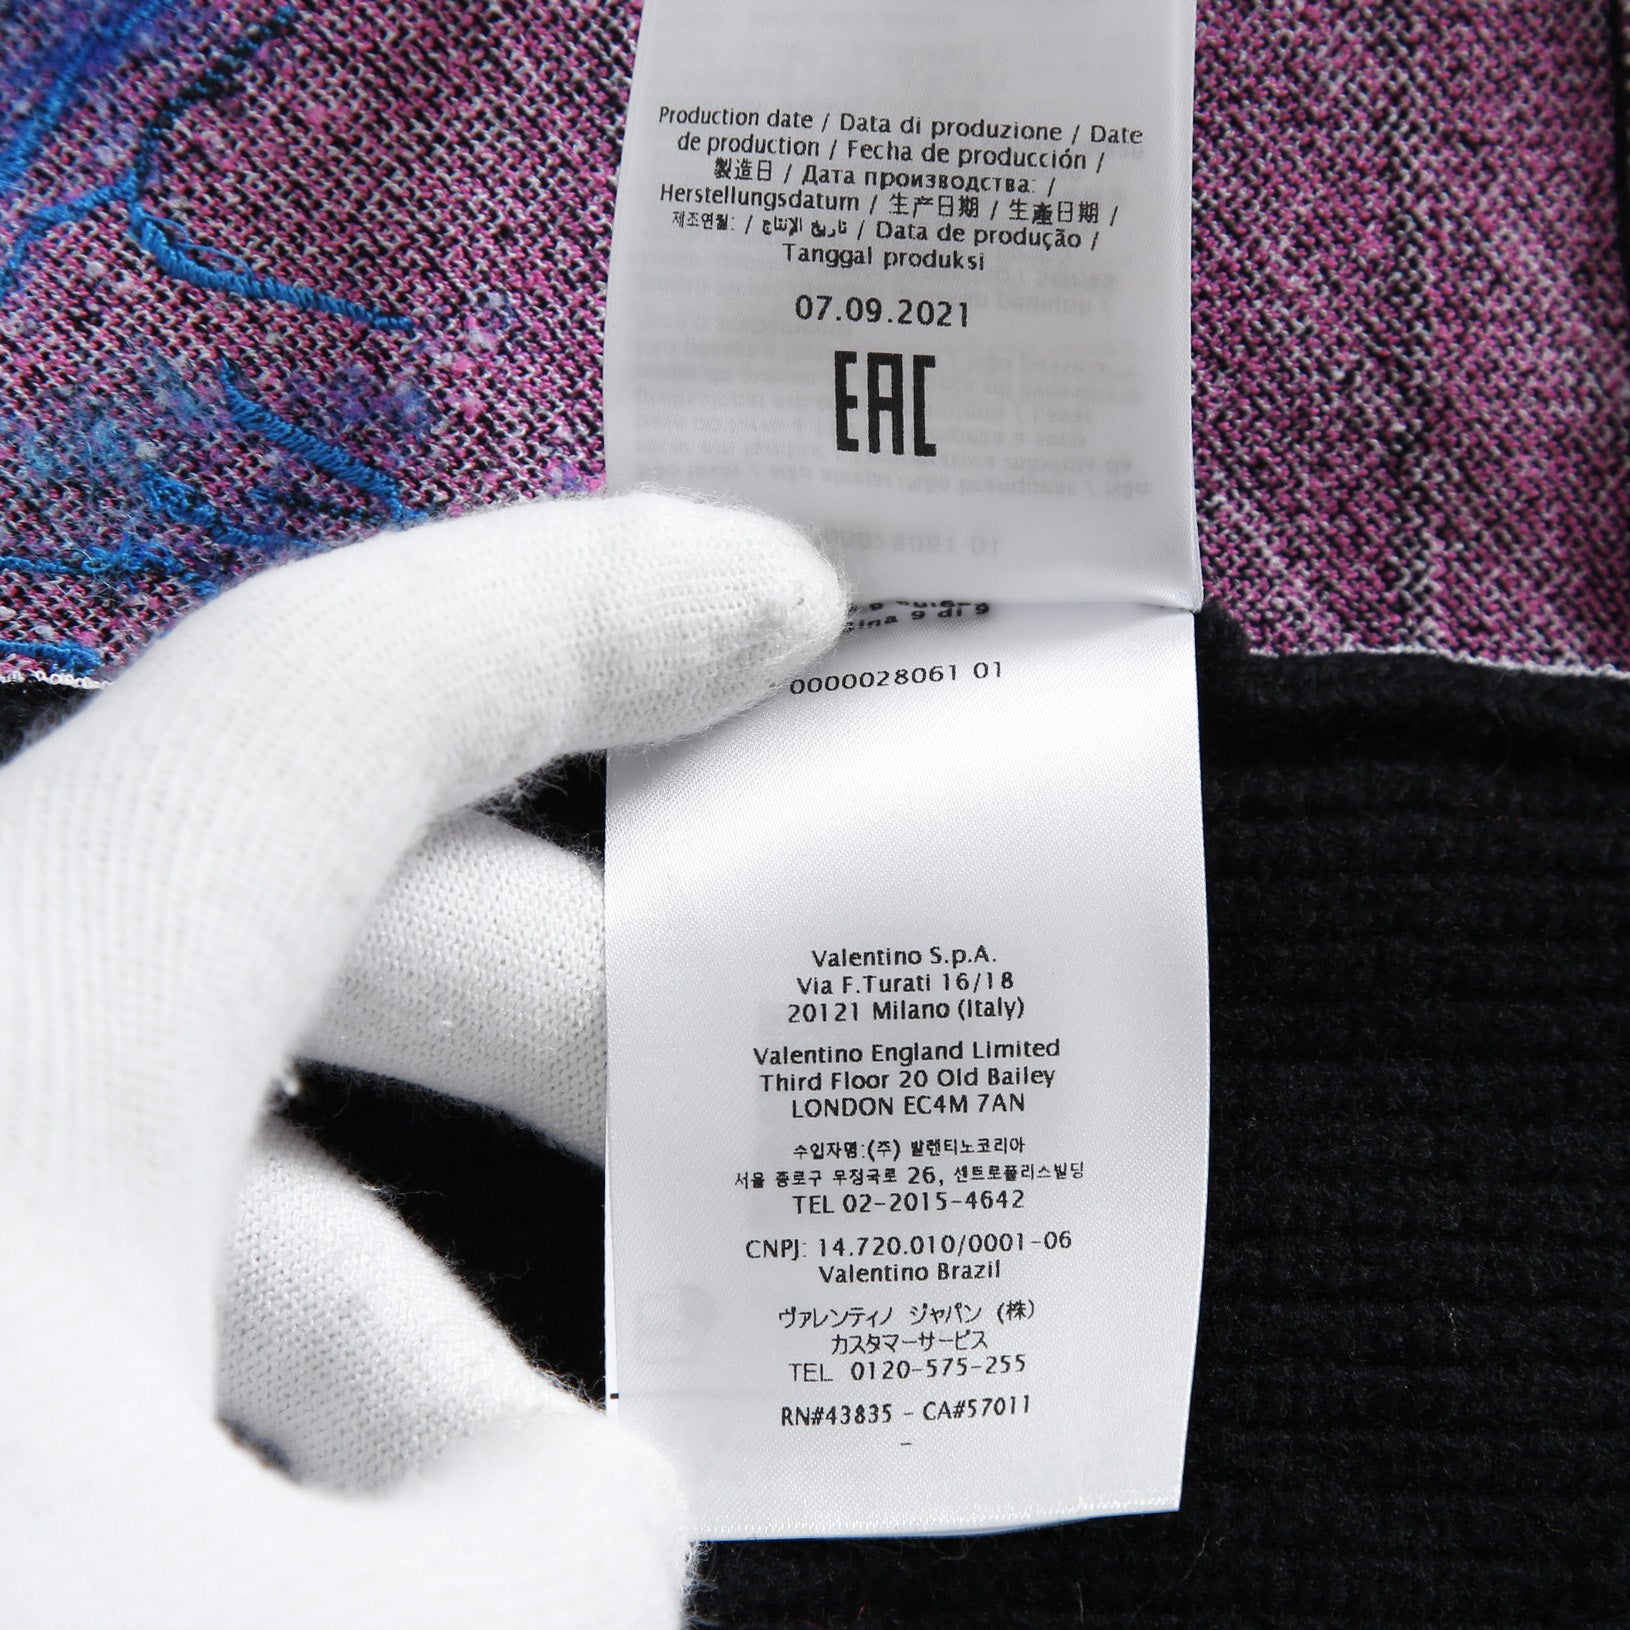 Production date / Data di produzione / Date
de production / Fecha de producción /
製造日 / Дата производства: /
Herstellungsdatum / 生产日期 / 生產日期 /
제조연월: / تاريخ الإنتاج / Data de produção /
Tanggal produksi
07.09.2021
EAC
9 di 9
0000028061 01
Valentino S.p.A.
Via F.Turati 16/18
20121 Milano (Italy)
Valentino England Limited
Third Floor 20 Old Bailey
LONDON EC4M 7AN
수입자명:(주) 발렌티노코리아
서울 종로구 우정국로 26, 센트로폴리스빌딩
TEL 02-2015-4642
CNPJ: 14.720.010/0001-06
Valentino Brazil
ヴァレンティノ ジャパン (株)
カスタマーサービス
TEL 0120-575-255
RN#43835 - CA#57011
-